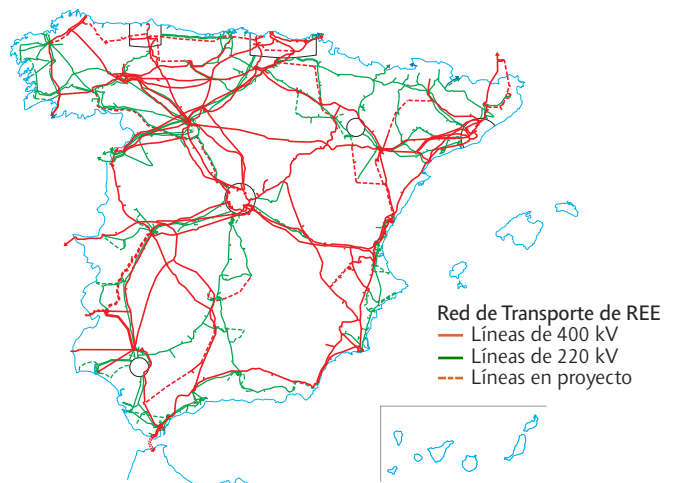 Red de Transporte de REE
Líneas de 400 kV
Líneas de 220 kV
Líneas en proyecto